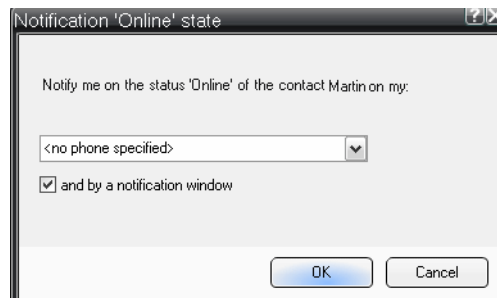 Notification 'Online' state
Notify me on the status 'Online' of the contact Martin on my:
<no phone specified>
and by a notification window
OK
Cancel